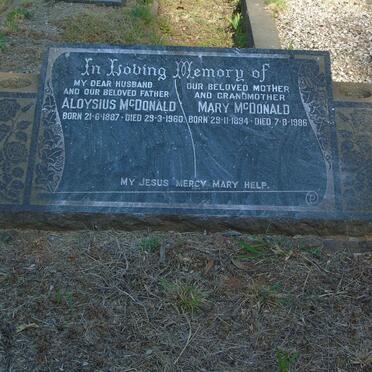 In Loving Memory of
MY DEAR HUSBAND
AND OUR BELOVED FATHER
ALOYSIUS McDONALD
BORN 21-6-1887 · DIED 29-3-1960
OUR BELOVED MOTHER
AND GRANDMOTHER
MARY McDONALD
BORN 29-11-1894 · DIED 7-8-1986
MY JESUS MERCY MARY HELP.